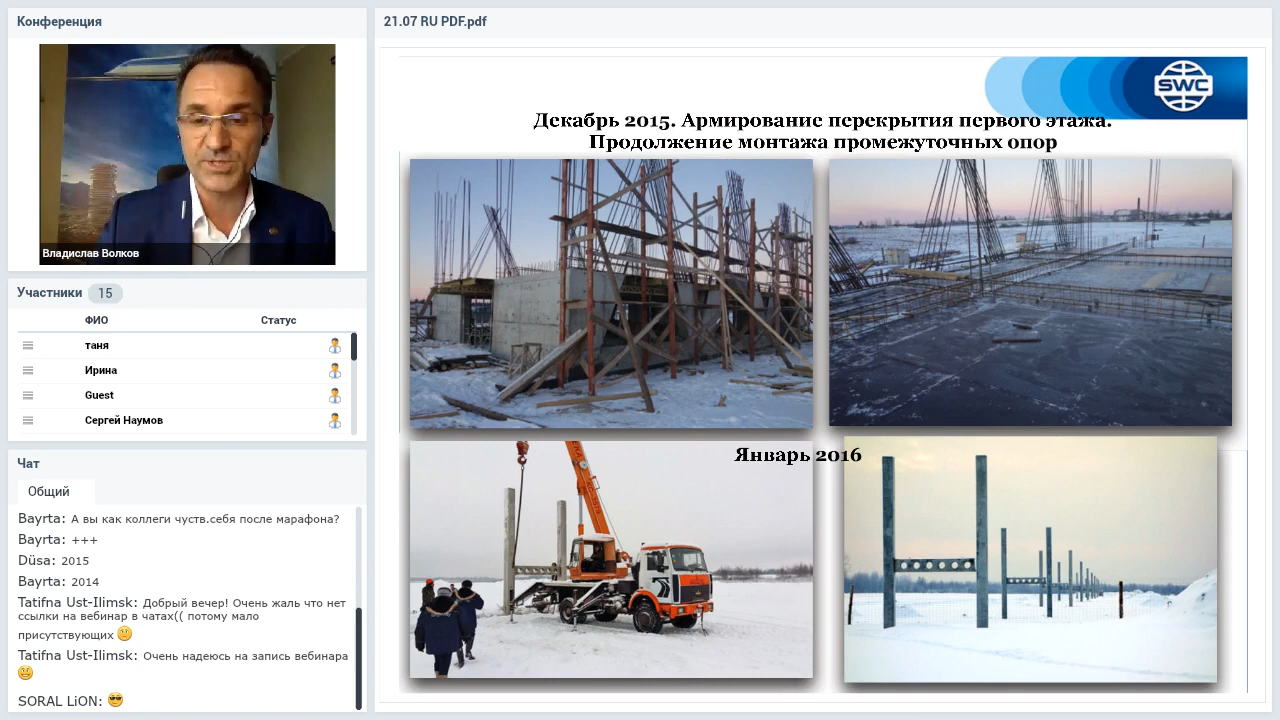 Конференция
Владислав Волков
Участники 15
ФИО Статус
таня
Ирина
Guest
Сергей Наумов
Чат
Общий
Bayrta: А вы как коллеги чуств.себя после марафона?
Bayrta: +++
Düsa: 2015
Bayrta: 2014
Tatifna Ust-Ilimsk: Добрый вечер! Очень жаль что нет
ссылки на вебинар в чатах(( потому мало
присутствующих
Tatifna Ust-Ilimsk: Очень надеюсь на запись вебинара
SORAL LiON:
21.07 RU PDF.pdf
SWC
Декабрь 2015. Армирование перекрытия первого этажа.
Продолжение монтажа промежуточных опор
Январь 2016